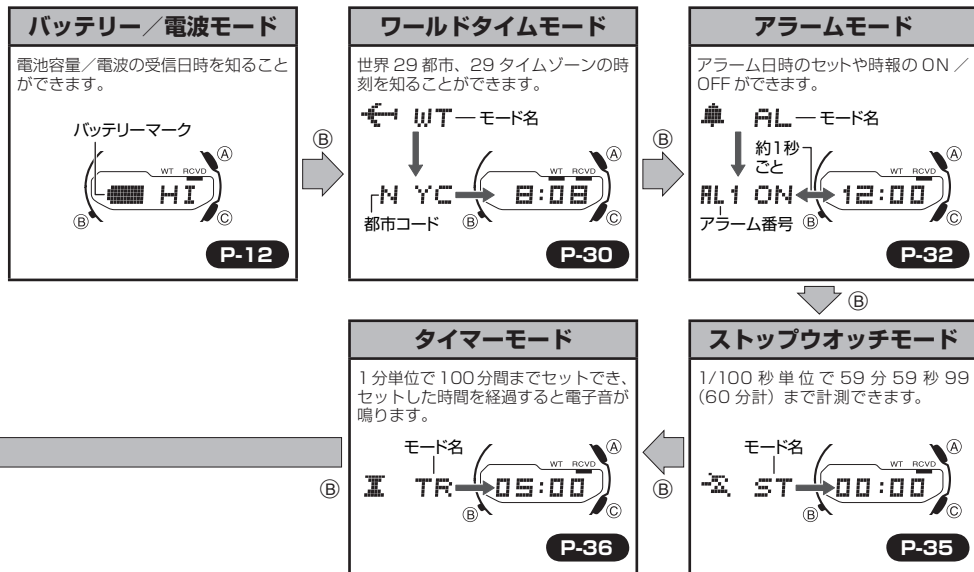 バッテリー／電波モード
電池容量／電波の受信日時を知ること
ができます。
バッテリーマーク
WT RCVD
Ⓐ
HI
Ⓑ
Ⓒ
P-12
Ⓑ
ワールドタイムモード
世界 29 都市、29 タイムゾーンの時
刻を知ることができます。
WT モード名
WT RCVD
Ⓐ
N YC 8:08
都市コード
Ⓑ
Ⓒ
P-30
Ⓑ
アラームモード
アラーム日時のセットや時報の ON ／
OFF ができます。
AL モード名
約1秒
ごと
WT RCVD
Ⓐ
AL1 ON 12:00
アラーム番号
Ⓑ
Ⓒ
P-32
Ⓑ
ストップウオッチモード
1/100 秒単位で 59 分 59 秒 99
（60 分計）まで計測できます。
モード名
WT RCVD
Ⓐ
ST 00:00
Ⓑ
Ⓒ
P-35
Ⓑ
タイマーモード
1 分単位で 100 分間までセットでき、
セットした時間を経過すると電子音が
鳴ります。
モード名
WT RCVD
Ⓐ
TR 05:00
Ⓑ
Ⓒ
P-36
Ⓑ